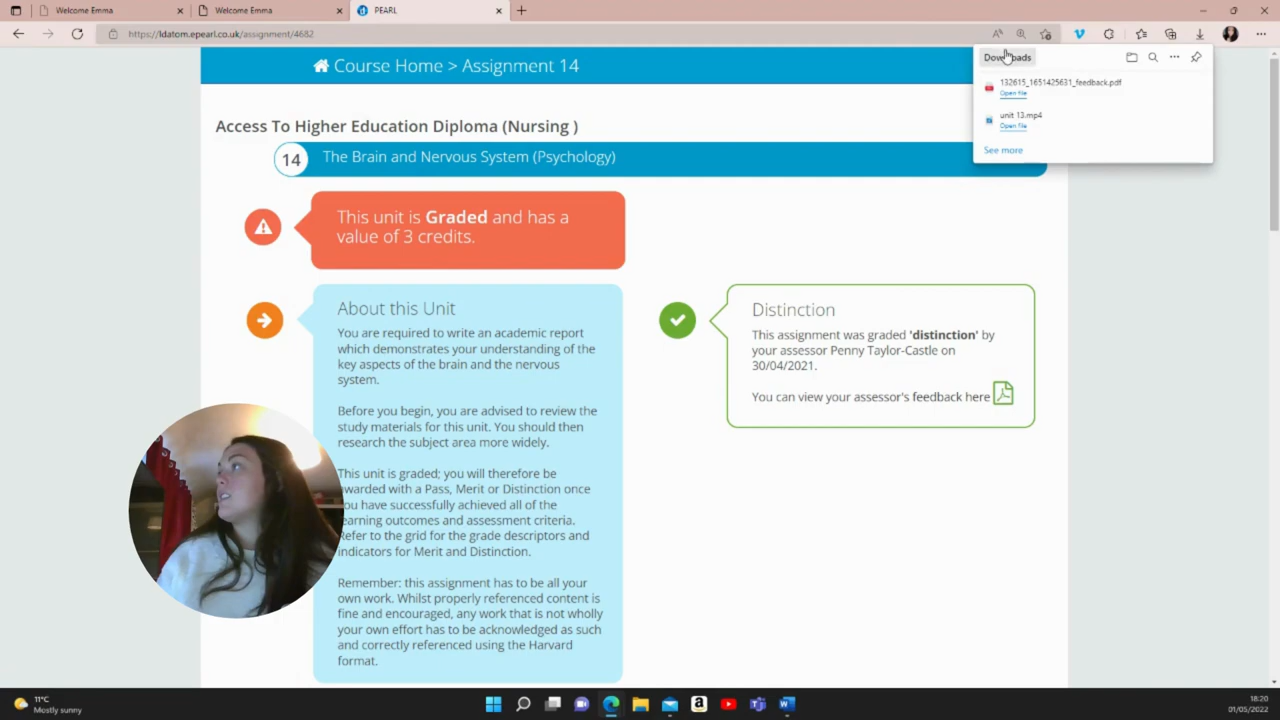 Welcome Emma
Welcome Emma
PEARL
https://ldatom.epearl.co.uk/assignment/4682
Course Home > Assignment 14
Downloads
132615_1651425631_feedback.pdf
Open file
unit 13.mp4
Open file
See more
Access To Higher Education Diploma (Nursing )
14
The Brain and Nervous System (Psychology)
This unit is Graded and has a
value of 3 credits.
About this Unit
You are required to write an academic report
which demonstrates your understanding of the
key aspects of the brain and the nervous
system.
Before you begin, you are advised to review the
study materials for this unit. You should then
research the subject area more widely.
This unit is graded; you will therefore be
awarded with a Pass, Merit or Distinction once
you have successfully achieved all of the
learning outcomes and assessment criteria.
Refer to the grid for the grade descriptors and
indicators for Merit and Distinction.
Remember: this assignment has to be all your
own work. Whilst properly referenced content is
fine and encouraged, any work that is not wholly
your own effort has to be acknowledged as such
and correctly referenced using the Harvard
format.
Distinction
This assignment was graded 'distinction' by
your assessor Penny Taylor-Castle on
30/04/2021.
You can view your assessor's feedback here
11°C
Mostly sunny
18:20
01/05/2022